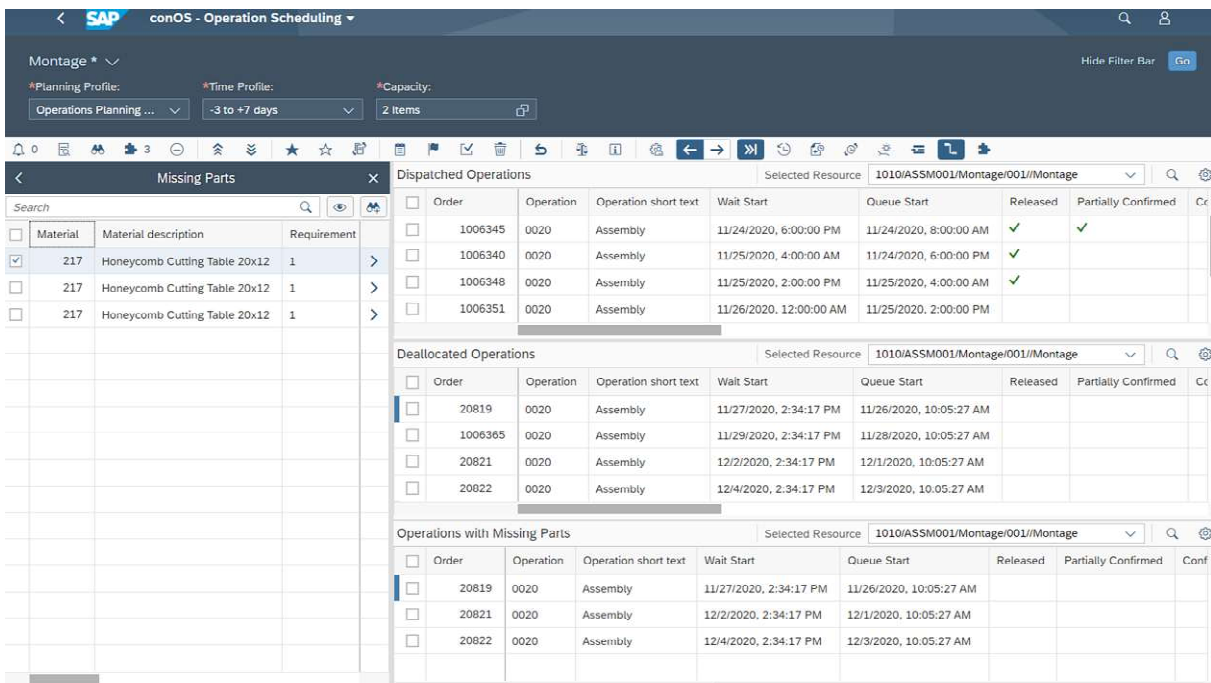 SAP conOS - Operation Scheduling
Montage *
Hide Filter Bar Go
*Planning Profile: *Time Profile: *Capacity:
Operations Planning ... -3 to +7 days 2 Items
0 3
Missing Parts
Search
Material Material description Requirement
217 Honeycomb Cutting Table 20x12 1
217 Honeycomb Cutting Table 20x12 1
217 Honeycomb Cutting Table 20x12 1
Dispatched Operations Selected Resource 1010/ASSM001/Montage/001//Montage
Order Operation Operation short text Wait Start Queue Start Released Partially Confirmed
1006345 0020 Assembly 11/24/2020, 6:00:00 PM 11/24/2020, 8:00:00 AM
1006340 0020 Assembly 11/25/2020, 4:00:00 AM 11/24/2020, 6:00:00 PM
1006348 0020 Assembly 11/25/2020, 2:00:00 PM 11/25/2020, 4:00:00 AM
1006351 0020 Assembly 11/26/2020, 12:00:00 AM 11/25/2020, 2:00:00 PM
Deallocated Operations Selected Resource 1010/ASSM001/Montage/001//Montage
Order Operation Operation short text Wait Start Queue Start Released Partially Confirmed
20819 0020 Assembly 11/27/2020, 2:34:17 PM 11/26/2020, 10:05:27 AM
1006365 0020 Assembly 11/29/2020, 2:34:17 PM 11/28/2020, 10:05:27 AM
20821 0020 Assembly 12/2/2020, 2:34:17 PM 12/1/2020, 10:05:27 AM
20822 0020 Assembly 12/4/2020, 2:34:17 PM 12/3/2020, 10:05:27 AM
Operations with Missing Parts Selected Resource 1010/ASSM001/Montage/001//Montage
Order Operation Operation short text Wait Start Queue Start Released Partially Confirmed Conf
20819 0020 Assembly 11/27/2020, 2:34:17 PM 11/26/2020, 10:05:27 AM
20821 0020 Assembly 12/2/2020, 2:34:17 PM 12/1/2020, 10:05:27 AM
20822 0020 Assembly 12/4/2020, 2:34:17 PM 12/3/2020, 10:05:27 AM